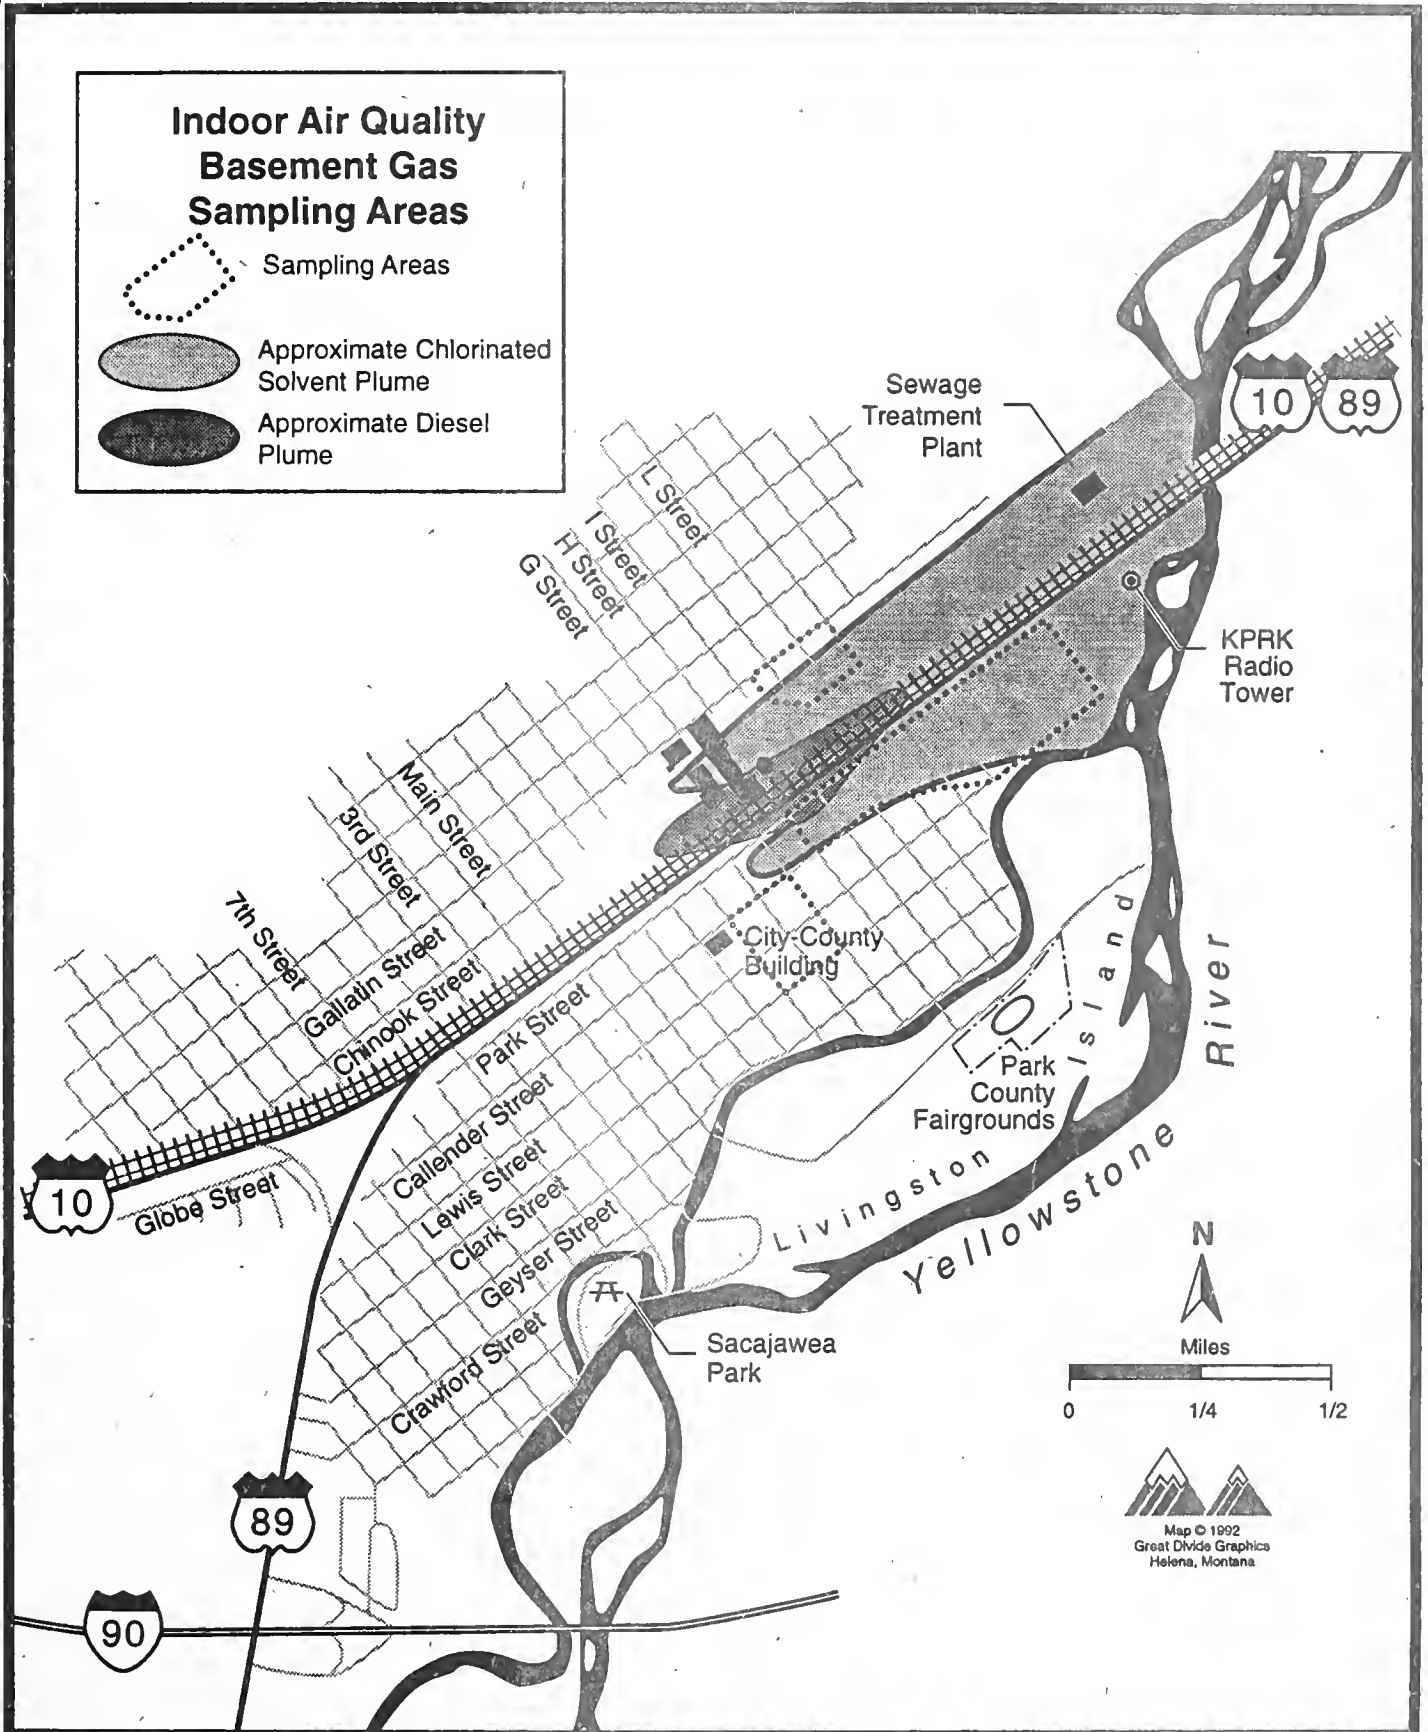 Indoor Air Quality
Basement Gas
Sampling Areas
Sampling Areas
Approximate Chlorinated
Solvent Plume
Approximate Diesel
Plume
Sewage
Treatment
Plant
10
89
L Street
I Street
H Street
G Street
KPRK
Radio
Tower
Main Street
3rd Street
7th Street
Gallatin Street
Chinook Street
City-County
Building
Park Street
Callender Street
Lewis Street
Clark Street
Geyser Street
Crawford Street
Globe Street
10
Park
County
Fairgrounds
Livingston Island
Yellowstone River
Sacajawea
Park
N
Miles
0 1/4 1/2
89
90
Map © 1992
Great Divide Graphics
Helena, Montana